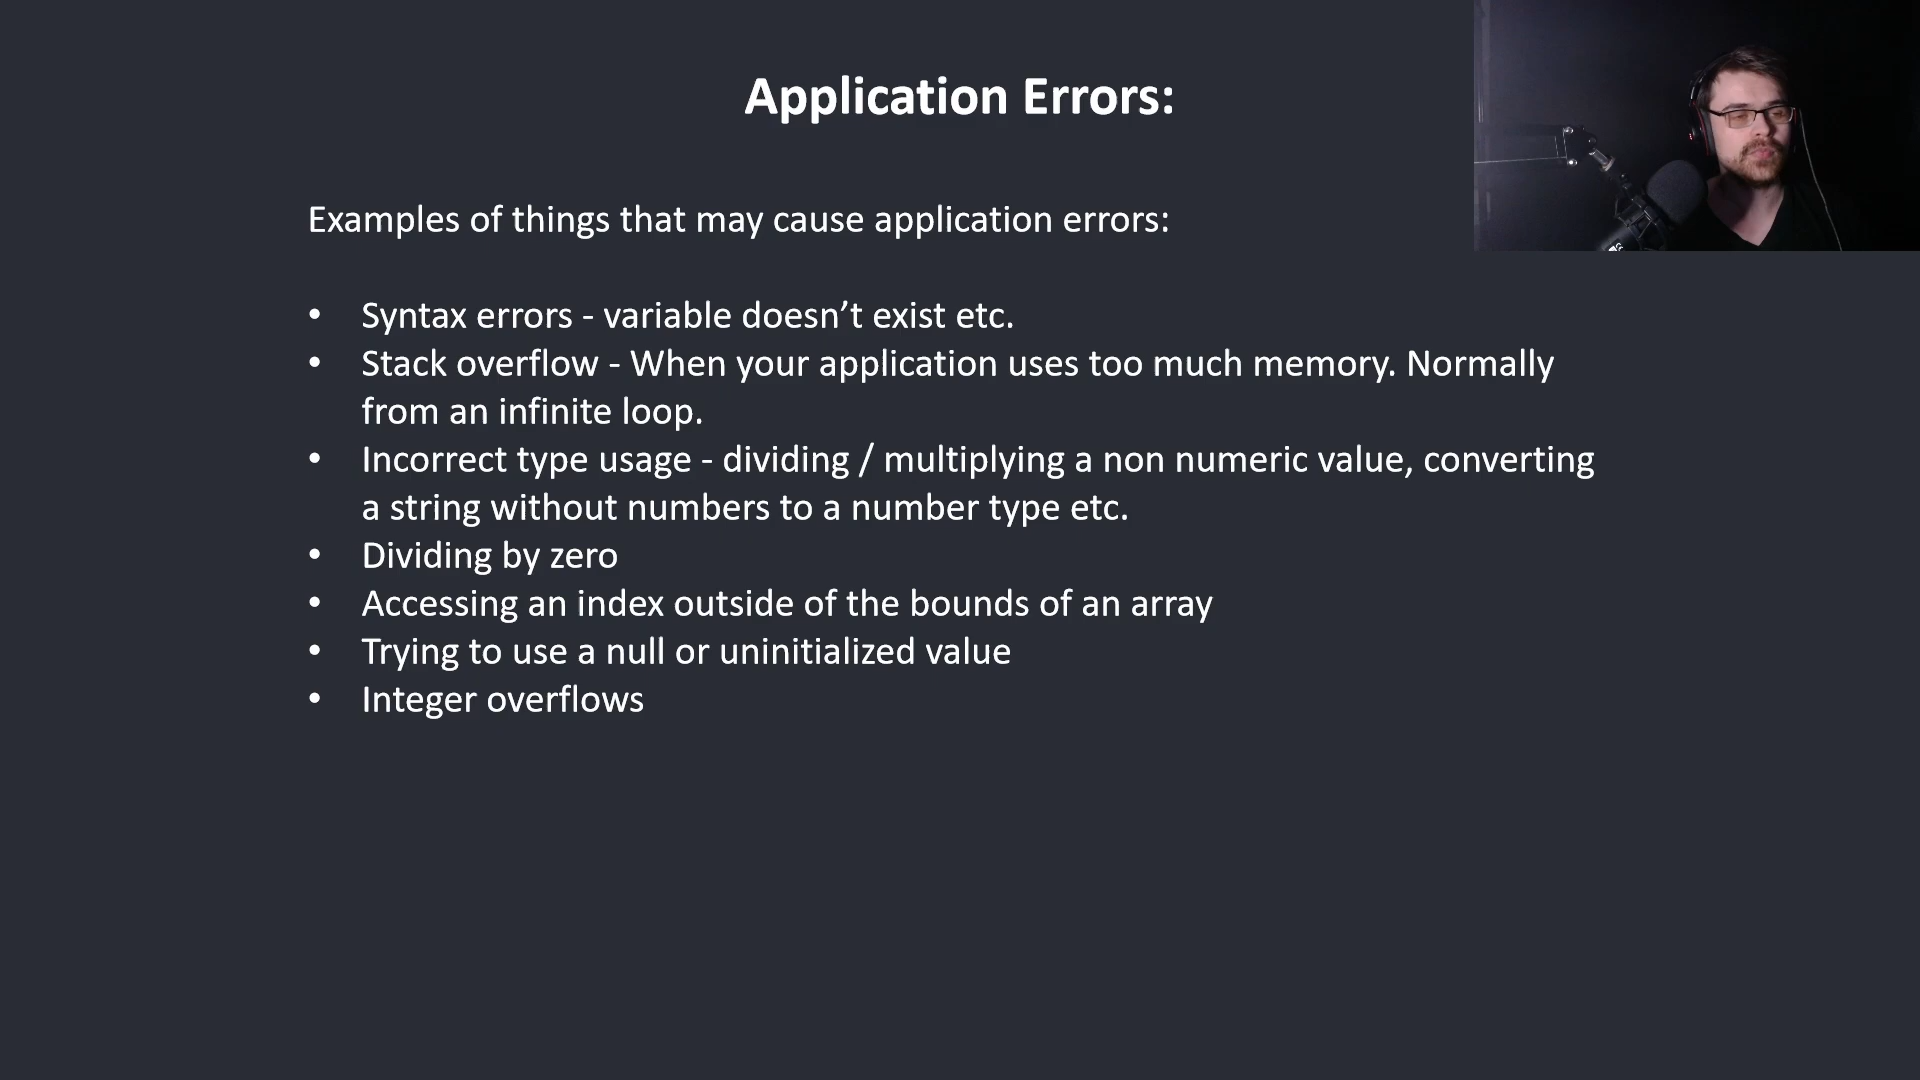 Application Errors:
Examples of things that may cause application errors:
• Syntax errors - variable doesn’t exist etc.
• Stack overflow - When your application uses too much memory. Normally
from an infinite loop.
• Incorrect type usage - dividing / multiplying a non numeric value, converting
a string without numbers to a number type etc.
• Dividing by zero
• Accessing an index outside of the bounds of an array
• Trying to use a null or uninitialized value
• Integer overflows